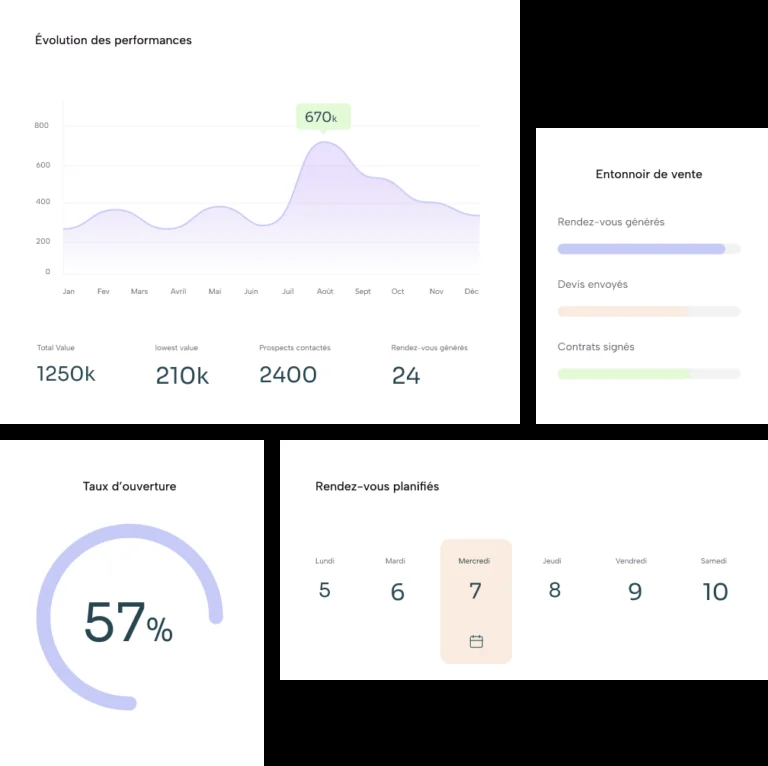 Évolution des performances
670k
800
600
400
200
0
Jan Fev Mars Avril Mai Juin Juil Août Sept Oct Nov Déc
Total Value lowest value Prospects contactés Rendez-vous générés
1250k 210k 2400 24
Entonnoir de vente
Rendez-vous générés
Devis envoyés
Contrats signés
Taux d'ouverture
57%
Rendez-vous planifiés
Lundi Mardi Mercredi Jeudi Vendredi Samedi
5 6 7 8 9 10